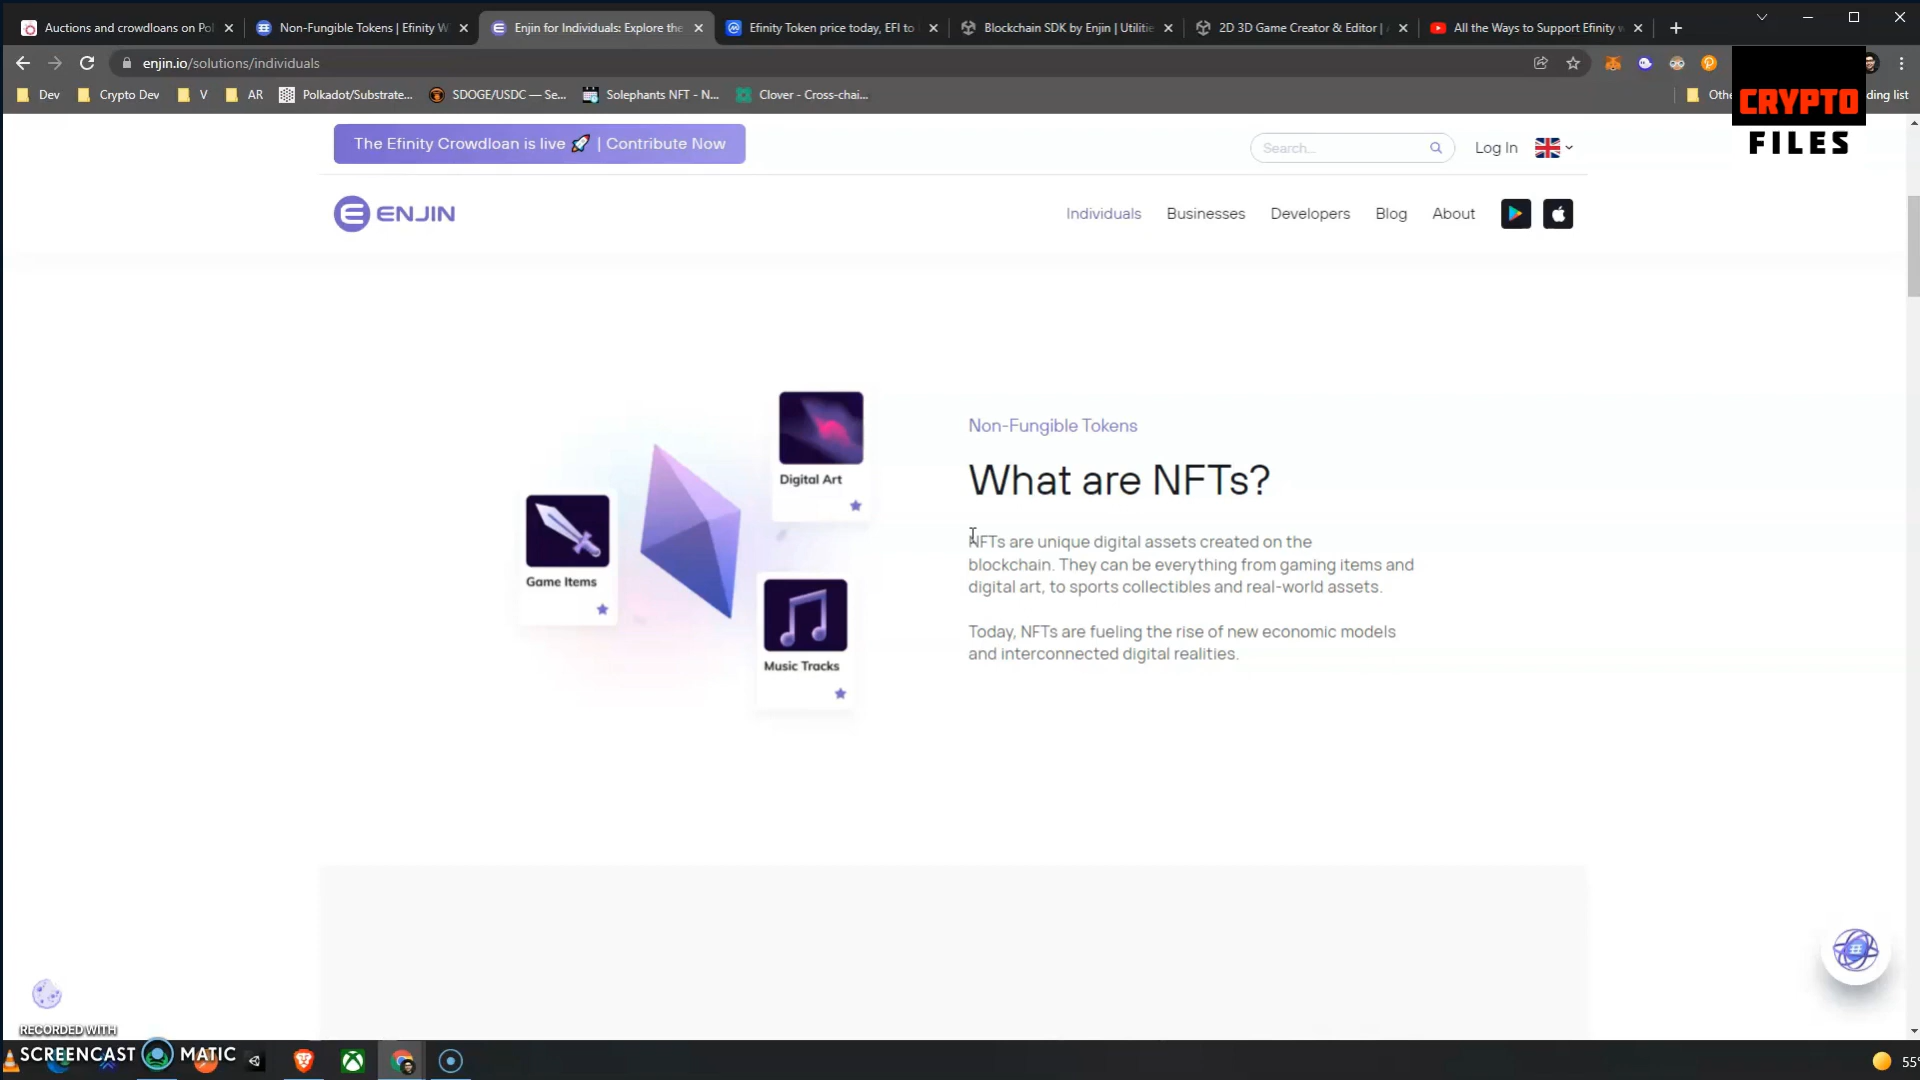 Auctions and crowdloans on Pol
Non-Fungible Tokens | Efinity W
Enjin for Individuals: Explore the
Efinity Token price today, EFI to
Blockchain SDK by Enjin | Utilitie
2D 3D Game Creator & Editor |
All the Ways to Support Efinity w
enjin.io/solutions/individuals
Dev
Crypto Dev
V
AR
Polkadot/Substrate...
SDOGE/USDC — Se...
Solephants NFT - N...
Clover - Cross-chai...
Othe
ding list
CRYPTO
FILES
The Efinity Crowdloan is live 🚀 | Contribute Now
Search...
Log In
ENJIN
Individuals
Businesses
Developers
Blog
About
Digital Art
Game Items
Music Tracks
Non-Fungible Tokens
What are NFTs?
NFTs are unique digital assets created on the
blockchain. They can be everything from gaming items and
digital art, to sports collectibles and real-world assets.
Today, NFTs are fueling the rise of new economic models
and interconnected digital realities.
RECORDED WITH
SCREENCAST MATIC
55°